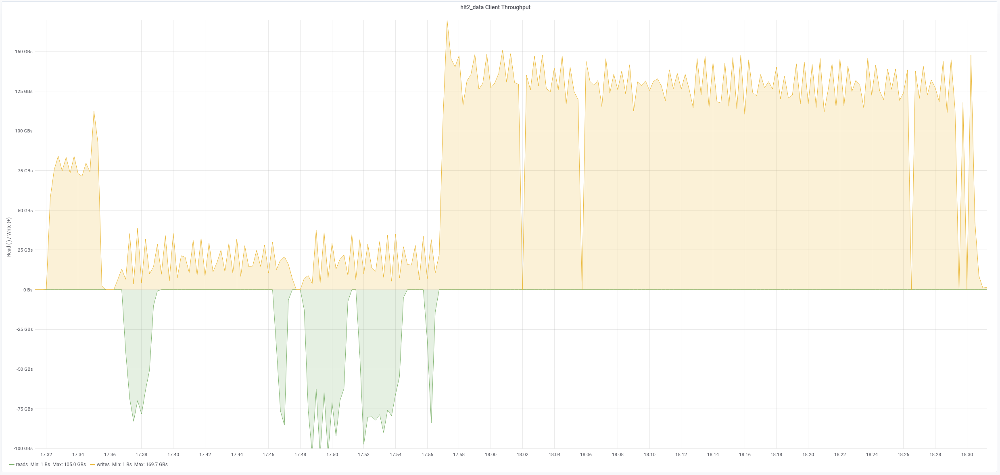 hlt2_data Client Throughput
Read (-) / Write (+)
150 GBs
125 GBs
100 GBs
75 GBs
50 GBs
25 GBs
0 Bs
-25 GBs
-50 GBs
-75 GBs
-100 GBs
17:32 17:34 17:36 17:38 17:40 17:42 17:44 17:46 17:48 17:50 17:52 17:54 17:56 17:58 18:00 18:02 18:04 18:06 18:08 18:10 18:12 18:14 18:16 18:18 18:20 18:22 18:24 18:26 18:28 18:30
reads Min: 1 Bs Max: 105.0 GBs writes Min: 1 Bs Max: 169.7 GBs